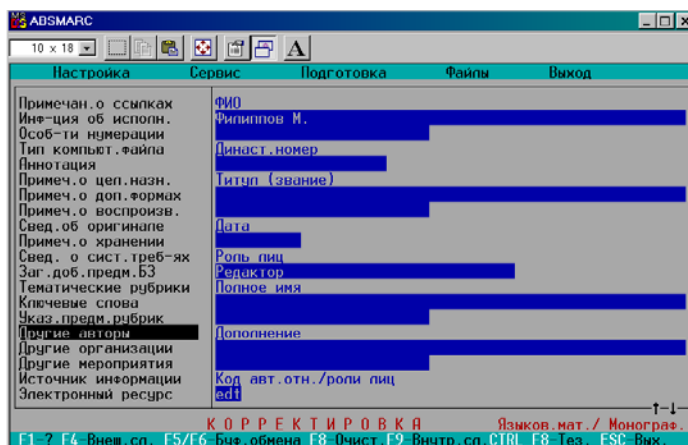 ABSMARC
10 x 18
A
Настройка Сервис Подготовка Файлы Выход
Примечан.о ссылках
Инф-ция об исполн.
Особ-ти нумерации
Тип компьют.файла
Аннотация
Примеч.о цел.назн.
Примеч.о доп.формах
Примеч.о воспроизв.
Свед.об оригинале
Примеч.о хранении
Свед. о сист.треб-ях
Заг.доб.предм.БЗ
Тематические рубрики
Ключевые слова
Указ.предм.рубрик
Другие авторы
Другие организации
Другие мероприятия
Источник информации
Электронный ресурс
ФИО
Филиппов М.
Династ.номер
Титул (звание)
Дата
Роль лиц
Редактор
Полное имя
Дополнение
Код авт.отн./роли лиц
edt
К О Р Р Е К Т И Р О В К А Языков.мат./ Монограф.
F1-? F4-Внеш.сл. F5/F6-Буф.обмена F8-Очист.F9-Внутр.сл.CTRL F8-Тез. ESC-Вых.